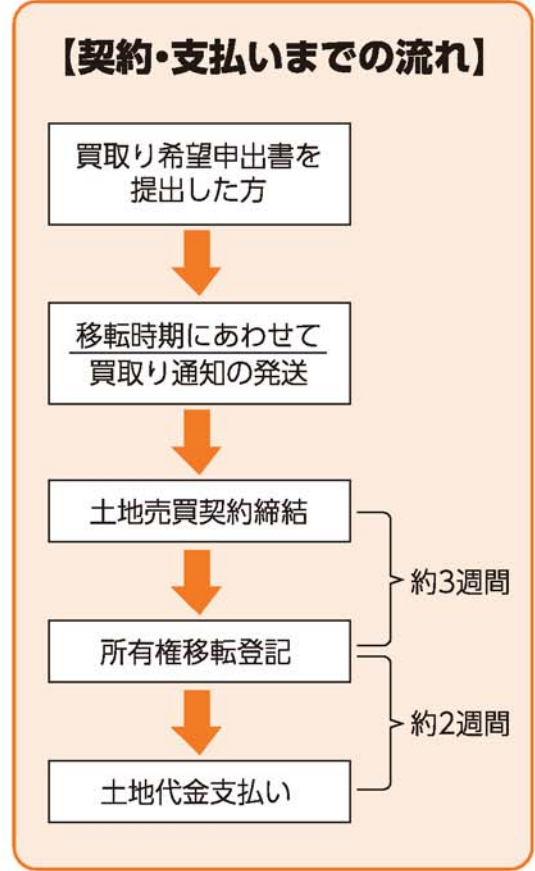 【契約・支払いまでの流れ】
買取り希望申出書を
提出した方
移転時期にあわせて
買取り通知の発送
土地売買契約締結
約3週間
所有権移転登記
約2週間
土地代金支払い